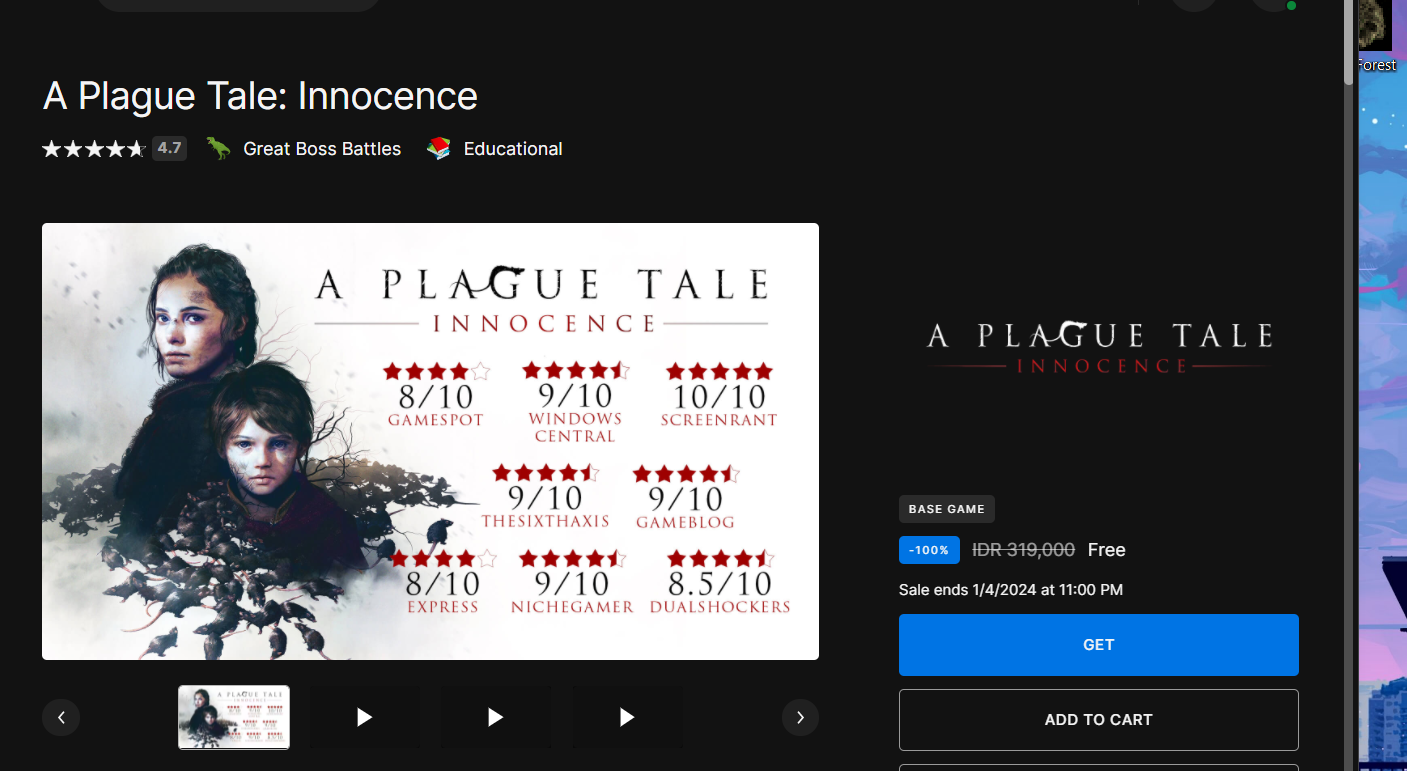 Forest
A Plague Tale: Innocence
4.7
Great Boss Battles
Educational
A PLAGUE TALE
INNOCENCE
8/10
GAMESPOT
9/10
WINDOWS
CENTRAL
10/10
SCREENRANT
9/10
THESIXTHAXIS
9/10
GAMEBLOG
8/10
EXPRESS
9/10
NICHEGAMER
8.5/10
DUALSHOCKERS
A PLAGUE TALE
INNOCENCE
BASE GAME
-100% IDR 319,000 Free
Sale ends 1/4/2024 at 11:00 PM
GET
ADD TO CART